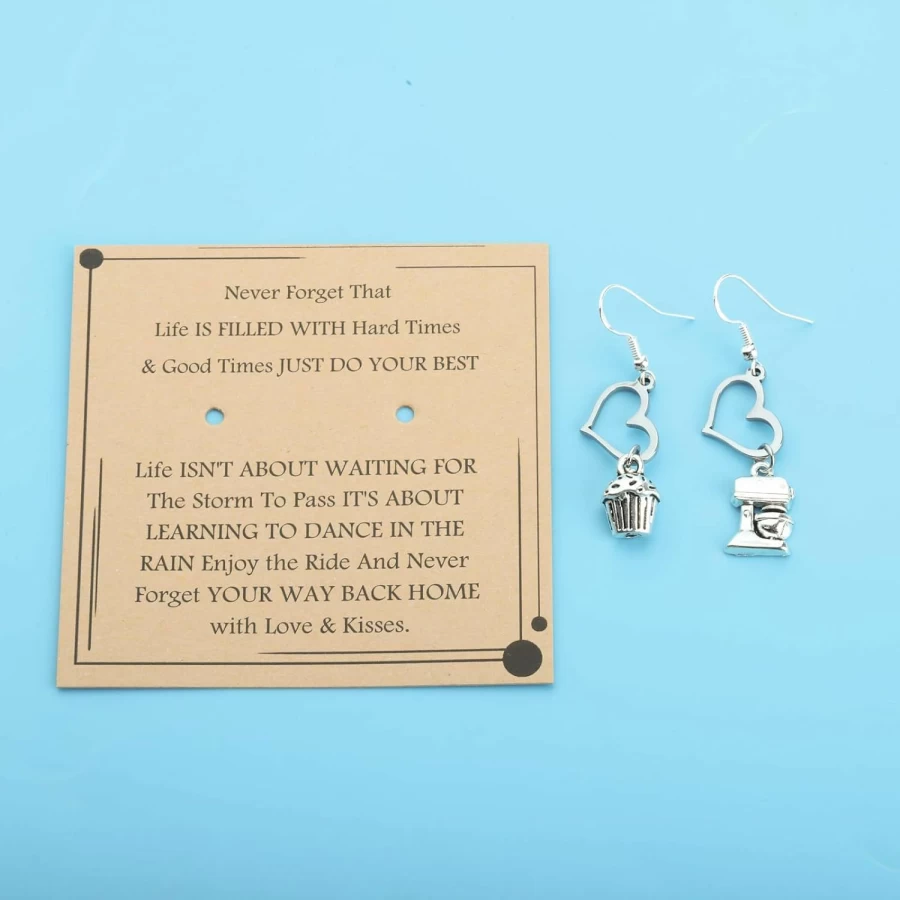 Never Forget That
Life IS FILLED WITH Hard Times
& Good Times JUST DO YOUR BEST
Life ISN'T ABOUT WAITING FOR
The Storm To Pass IT'S ABOUT
LEARNING TO DANCE IN THE
RAIN Enjoy the Ride And Never
Forget YOUR WAY BACK HOME
with Love & Kisses.